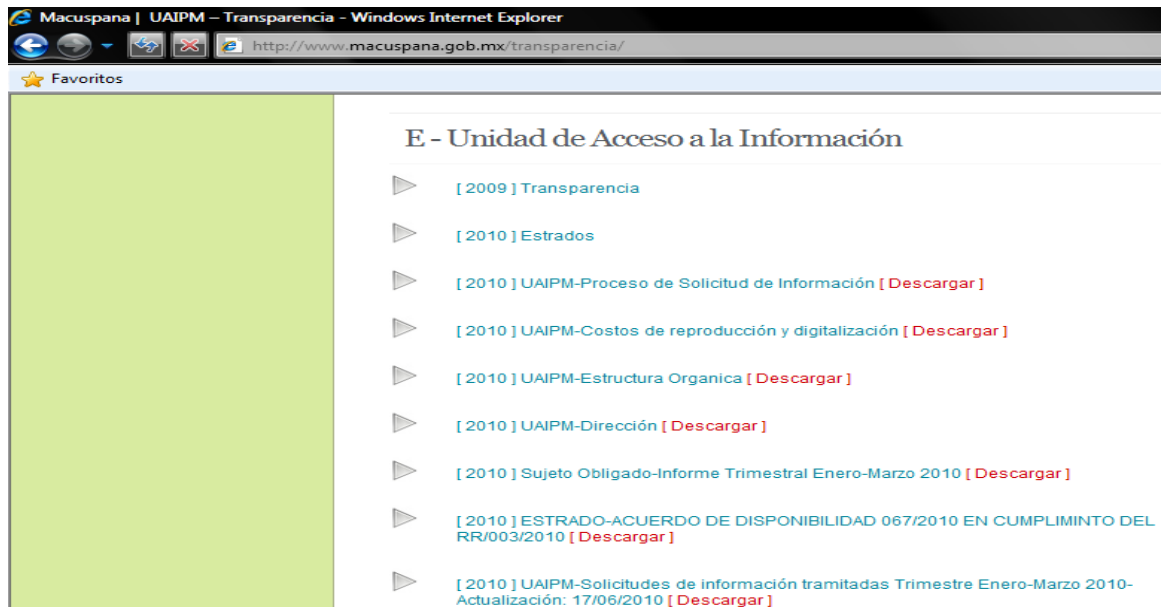 Macuspana | UAIPM – Transparencia - Windows Internet Explorer
http://www.macuspana.gob.mx/transparencia/
Favoritos
E - Unidad de Acceso a la Información
[ 2009 ] Transparencia
[ 2010 ] Estrados
[ 2010 ] UAIPM-Proceso de Solicitud de Información [ Descargar ]
[ 2010 ] UAIPM-Costos de reproducción y digitalización [ Descargar ]
[ 2010 ] UAIPM-Estructura Organica [ Descargar ]
[ 2010 ] UAIPM-Dirección [ Descargar ]
[ 2010 ] Sujeto Obligado-Informe Trimestral Enero-Marzo 2010 [ Descargar ]
[ 2010 ] ESTRADO-ACUERDO DE DISPONIBILIDAD 067/2010 EN CUMPLIMINTO DEL
RR/003/2010 [ Descargar ]
[ 2010 ] UAIPM-Solicitudes de información tramitadas Trimestre Enero-Marzo 2010-
Actualización: 17/06/2010 [ Descargar ]